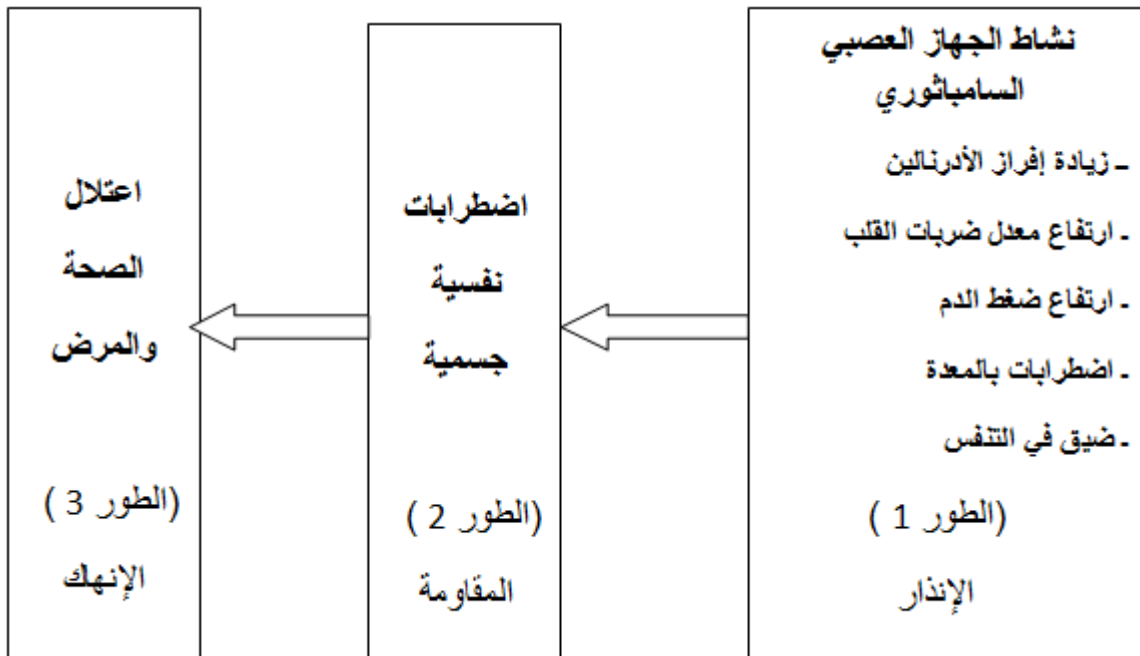 نشاط الجهاز العصبي
السامباثوري
ـ زيادة إفراز الأدرنالين
ـ ارتفاع معدل ضربات القلب
ـ ارتفاع ضغط الدم
ـ اضطرابات بالمعدة
ـ ضيق في التنفس
(الطور 1 )
الإنذار
اضطرابات
نفسية
جسمية
(الطور 2 )
المقاومة
اعتلال
الصحة
والمرض
(الطور 3 )
الإنهاك